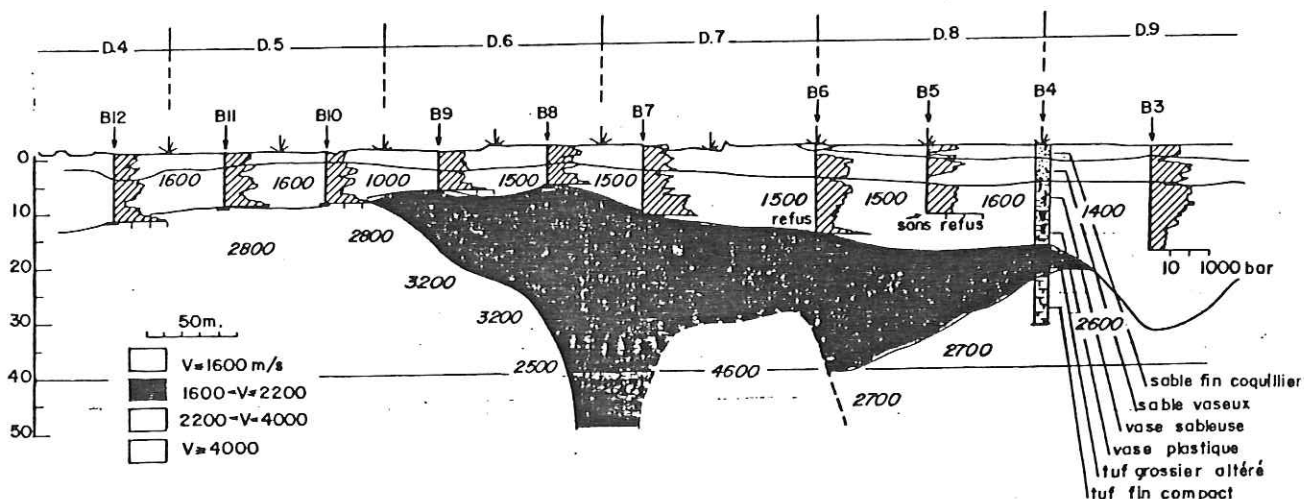 D.4 D.5 D.6 D.7 D.8 D.9
B12 B11 B10 B9 B8 B7 B6 B5 B4 B3
0
1600 1600 1000 1500 1500 1500 1500 1600 1400
refus sans refus
10
2800 2800
10 1000 bar
20
3200
3200
30
2600
50m.
2500 4600 2700
2700
40
50
V≃1600 m/s
1600<V<2200
2200<V<4000
V≥4000
sable fin coquillier
sable vaseux
vase sableuse
vase plastique
tuf grossier altéré
tuf fin compact